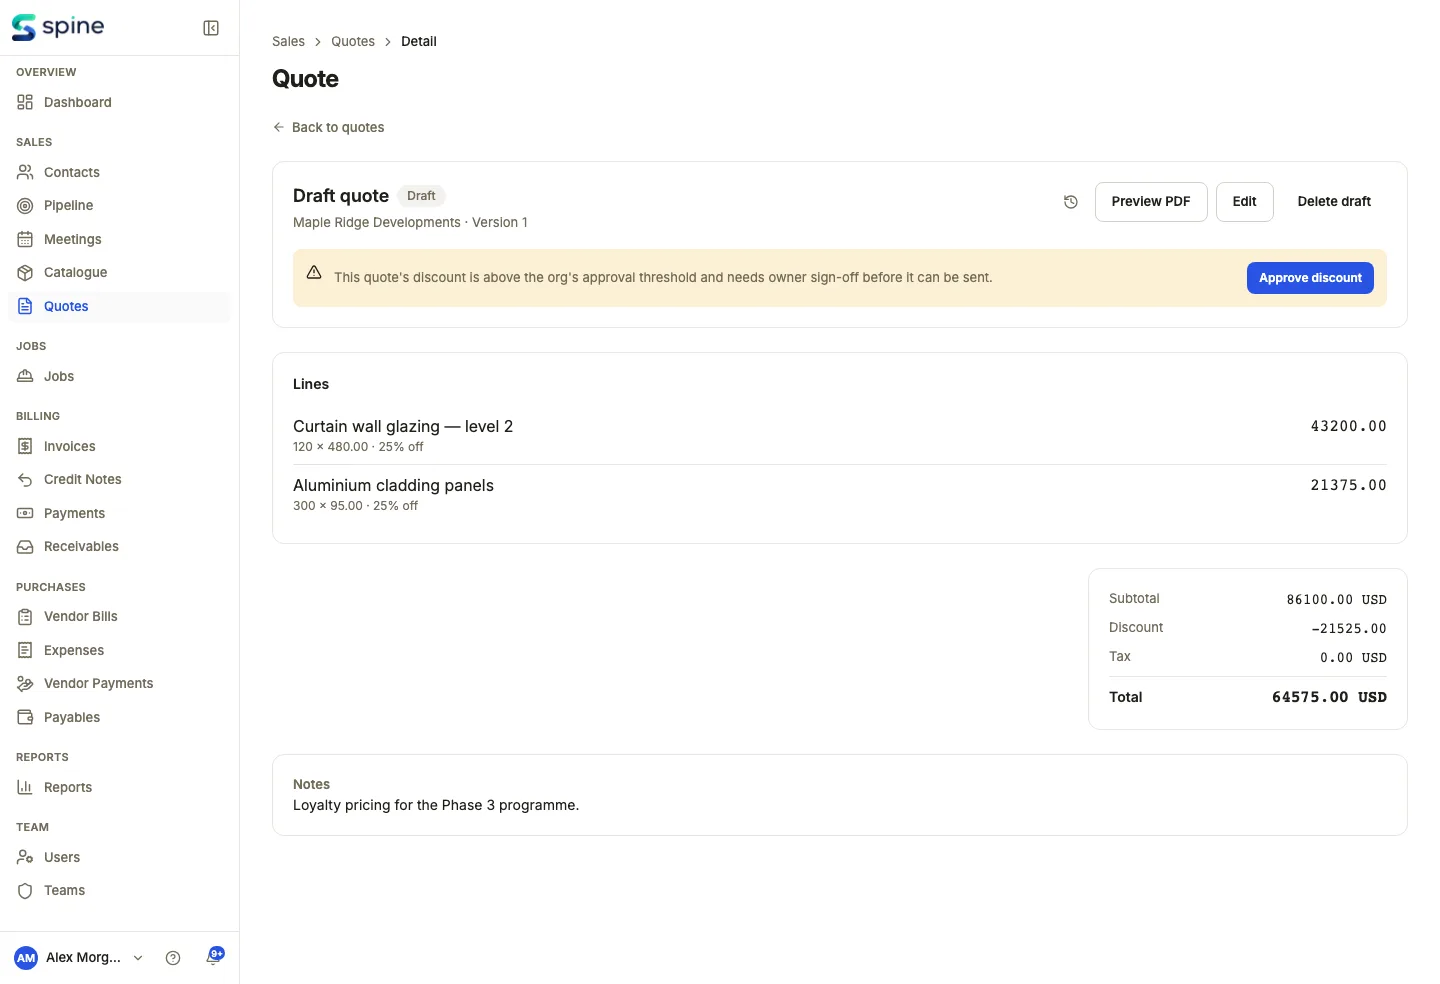 spine
OVERVIEW
Dashboard
SALES
Contacts
Pipeline
Meetings
Catalogue
Quotes
JOBS
Jobs
BILLING
Invoices
Credit Notes
Payments
Receivables
PURCHASES
Vendor Bills
Expenses
Vendor Payments
Payables
REPORTS
Reports
TEAM
Users
Teams
AM Alex Morg... 9+
Sales > Quotes > Detail
Quote
← Back to quotes
Draft quote Draft
Maple Ridge Developments · Version 1
Preview PDF Edit Delete draft
This quote's discount is above the org's approval threshold and needs owner sign-off before it can be sent. Approve discount
Lines
Curtain wall glazing — level 2 43200.00
120 × 480.00 · 25% off
Aluminium cladding panels 21375.00
300 × 95.00 · 25% off
Subtotal 86100.00 USD
Discount −21525.00
Tax 0.00 USD
Total 64575.00 USD
Notes
Loyalty pricing for the Phase 3 programme.